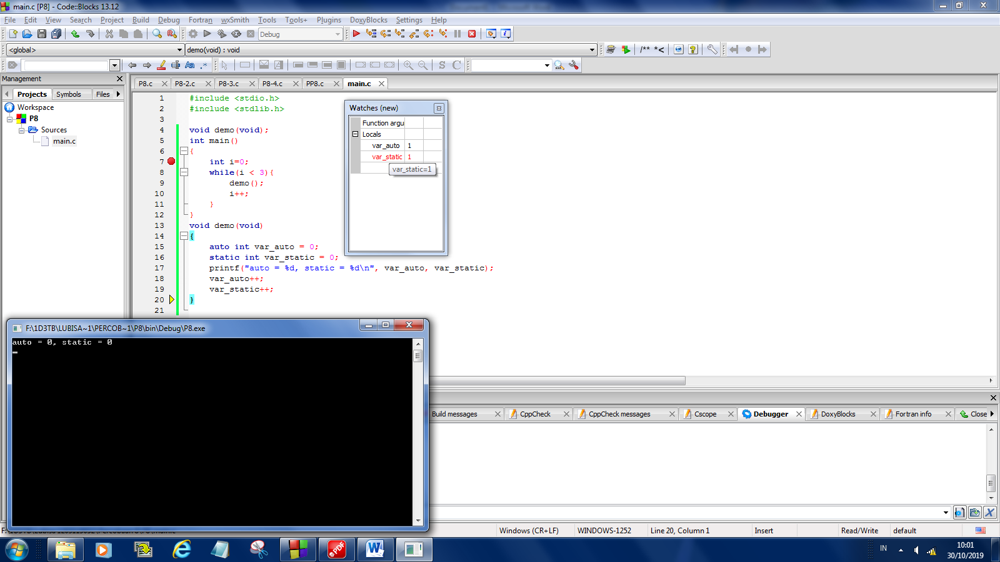 main.c [P8] - Code::Blocks 13.12
File Edit View Search Project Build Debug Fortran wxSmith Tools Tools+ Plugins DoxyBlocks Settings Help
Debug
<global> demo(void) : void /** *<
Aa .* S C
Management
Projects Symbols Files
Workspace
P8
Sources
main.c
P8.c P8-2.c P8-3.c P8-4.c PP8.c main.c
1 #include <stdio.h>
2 #include <stdlib.h>
3
4 void demo(void);
5 int main()
6 {
7 int i=0;
8 while(i < 3){
9 demo();
10 i++;
11 }
12 }
13 void demo(void)
14 {
15 auto int var_auto = 0;
16 static int var_static = 0;
17 printf("auto = %d, static = %d\n", var_auto, var_static);
18 var_auto++;
19 var_static++;
20 }
21
Watches (new)
Function argu
Locals
var_auto 1
var_static 1
var_static=1
F:\1D3TB\LUBISA~1\PERCOB~1\P8\bin\Debug\P8.exe
auto = 0, static = 0
Build messages CppCheck CppCheck messages Cscope Debugger DoxyBlocks Fortran info Close
Windows (CR+LF) WINDOWS-1252 Line 20, Column 1 Insert Read/Write default
PDF W IN 10:01
30/10/2019